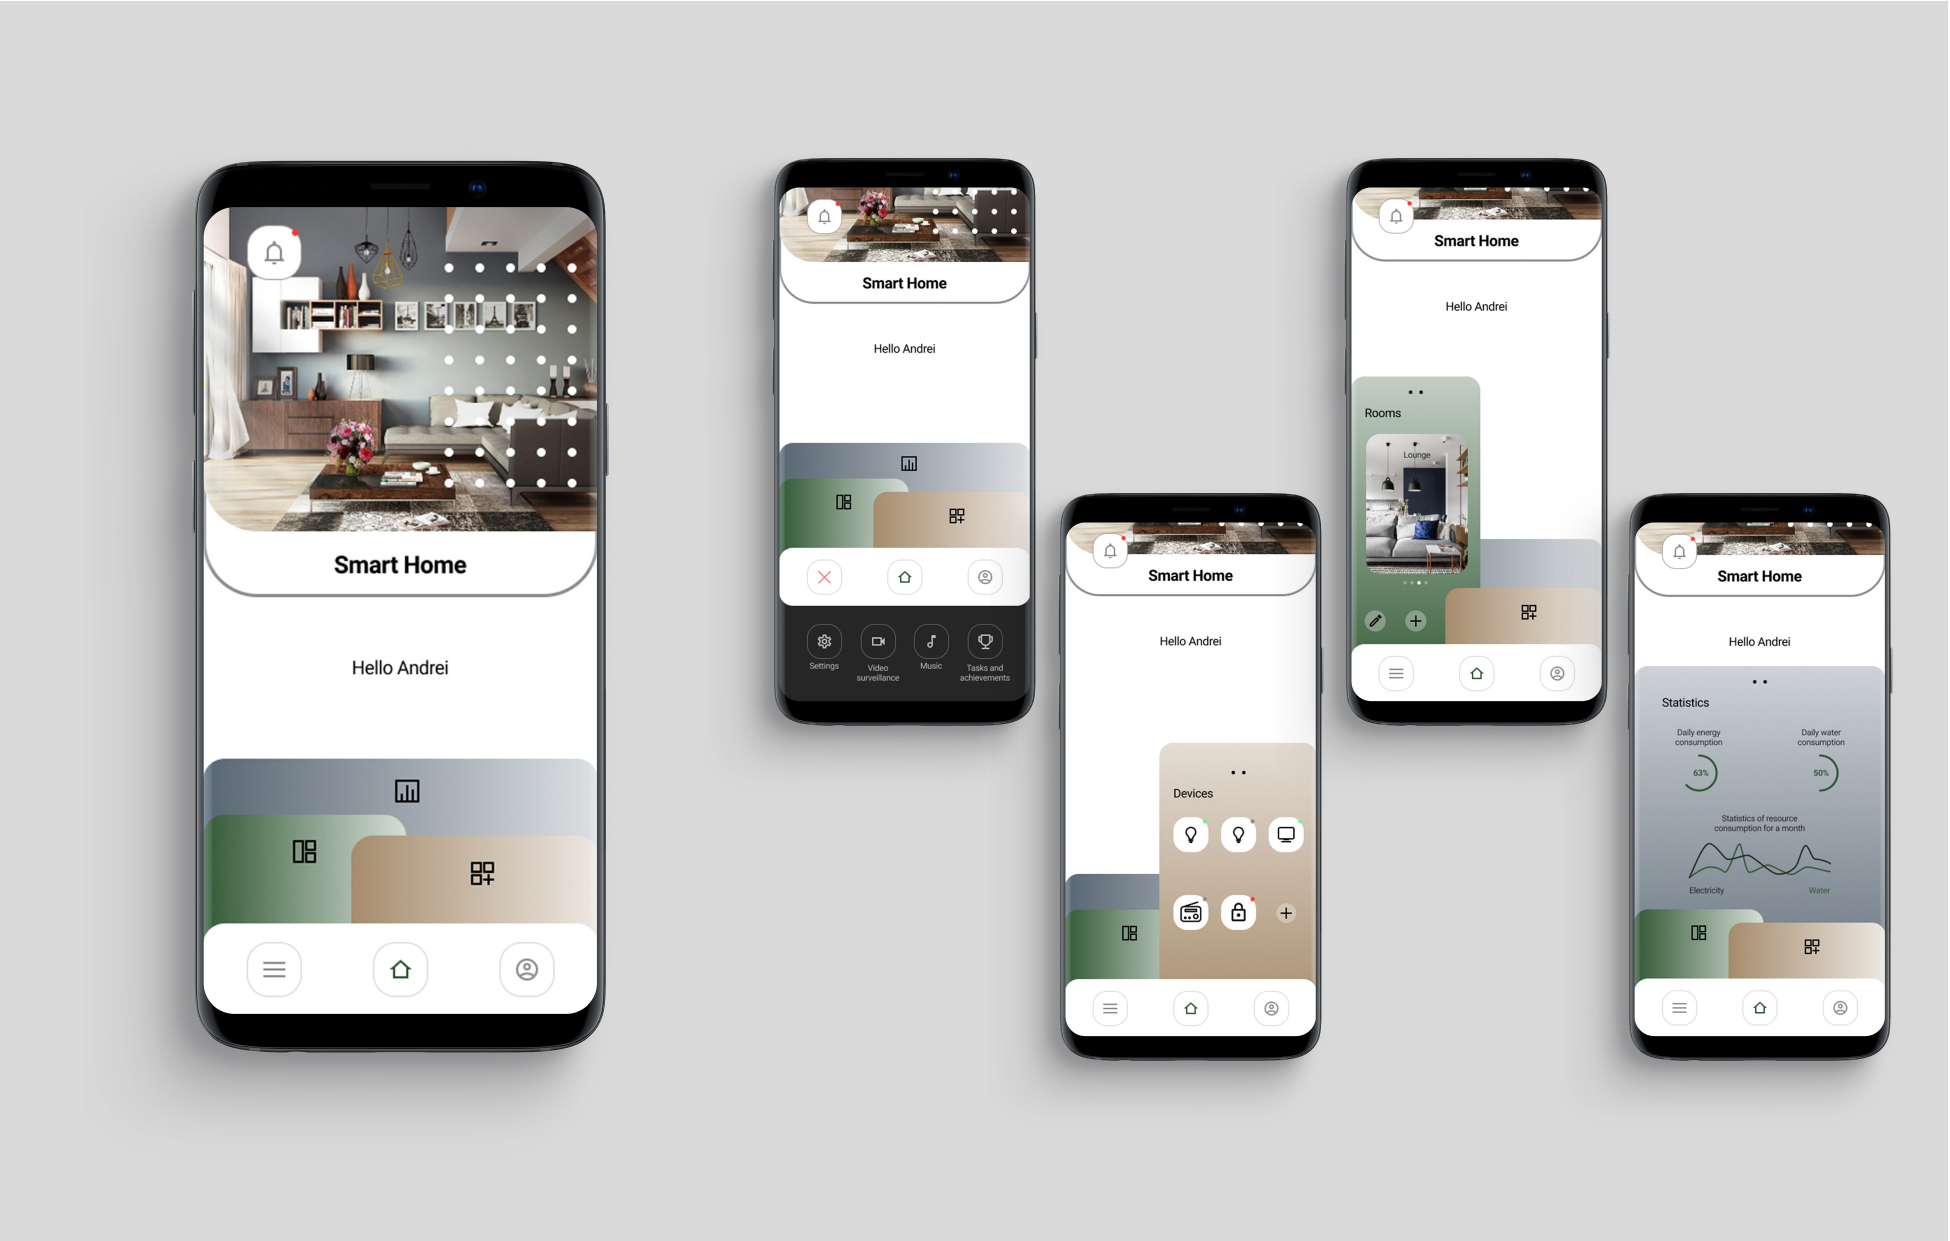 Smart Home
Hello Andrei
Smart Home
Hello Andrei
Settings
Video
surveillance
Music
Tasks and
achievements
Smart Home
Hello Andrei
Devices
Smart Home
Hello Andrei
Rooms
Lounge
Smart Home
Hello Andrei
Statistics
Daily energy
consumption
Daily water
consumption
63%
50%
Statistics of resource
consumption for a month
Electricity
Water